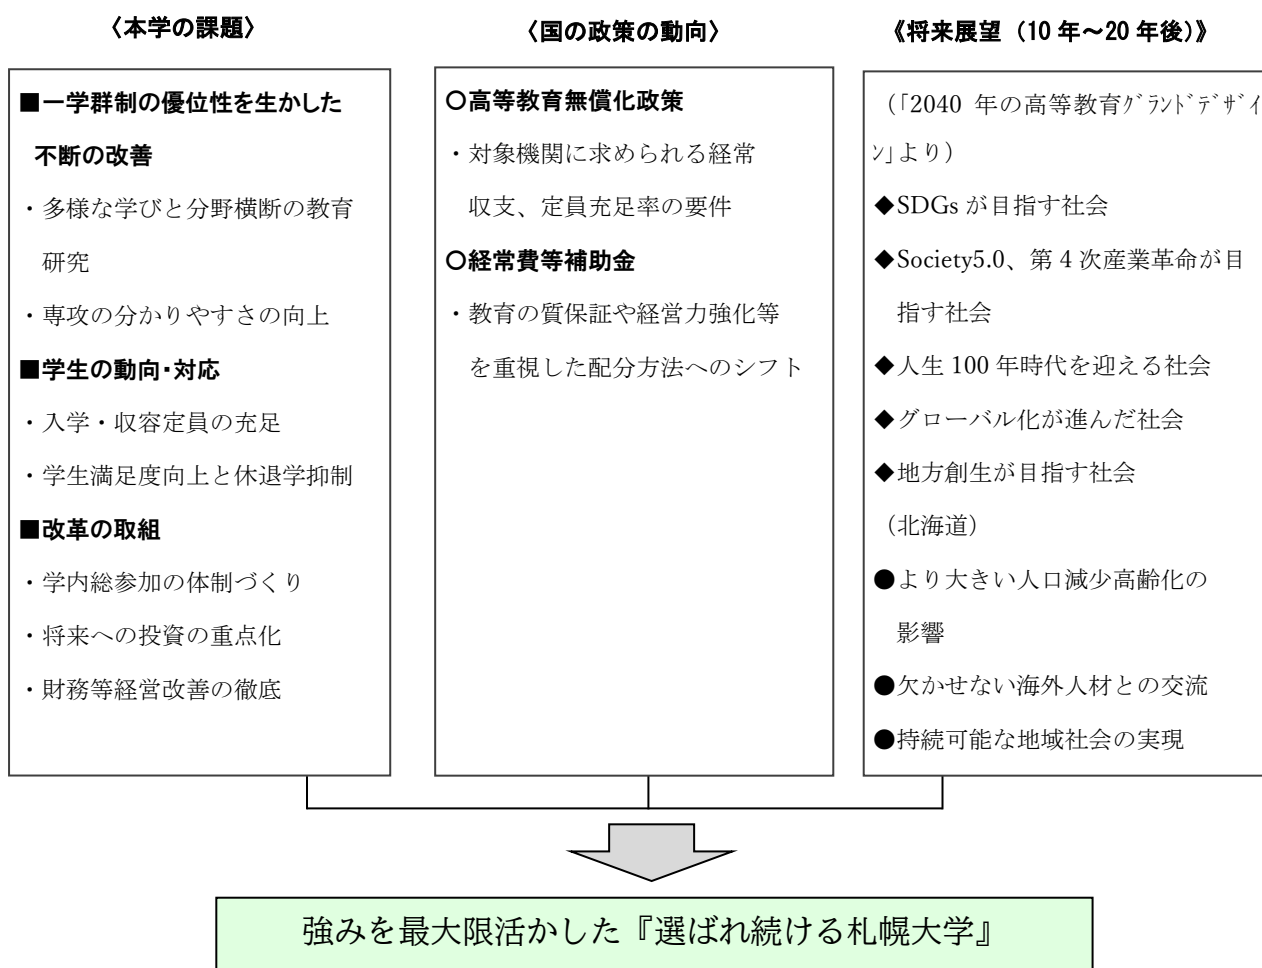 〈本学の課題〉
■一学群制の優位性を生かした
不断の改善
・多様な学びと分野横断の教育
研究
・専攻の分かりやすさの向上
■学生の動向・対応
・入学・収容定員の充足
・学生満足度向上と休退学抑制
■改革の取組
・学内総参加の体制づくり
・将来への投資の重点化
・財務等経営改善の徹底
〈国の政策の動向〉
○高等教育無償化政策
・対象機関に求められる経常
収支、定員充足率の要件
○経常費等補助金
・教育の質保証や経営力強化等
を重視した配分方法へのシフト
《将来展望（10年～20年後）》
（「2040 年の高等教育ｸﾞﾗﾝﾄﾞﾃﾞｻﾞｲ
ﾝ」より）
◆SDGs が目指す社会
◆Society5.0、第4次産業革命が目
指す社会
◆人生 100 年時代を迎える社会
◆グローバル化が進んだ社会
◆地方創生が目指す社会
（北海道）
●より大きい人口減少高齢化の
影響
●欠かせない海外人材との交流
●持続可能な地域社会の実現
強みを最大限活かした『選ばれ続ける札幌大学』